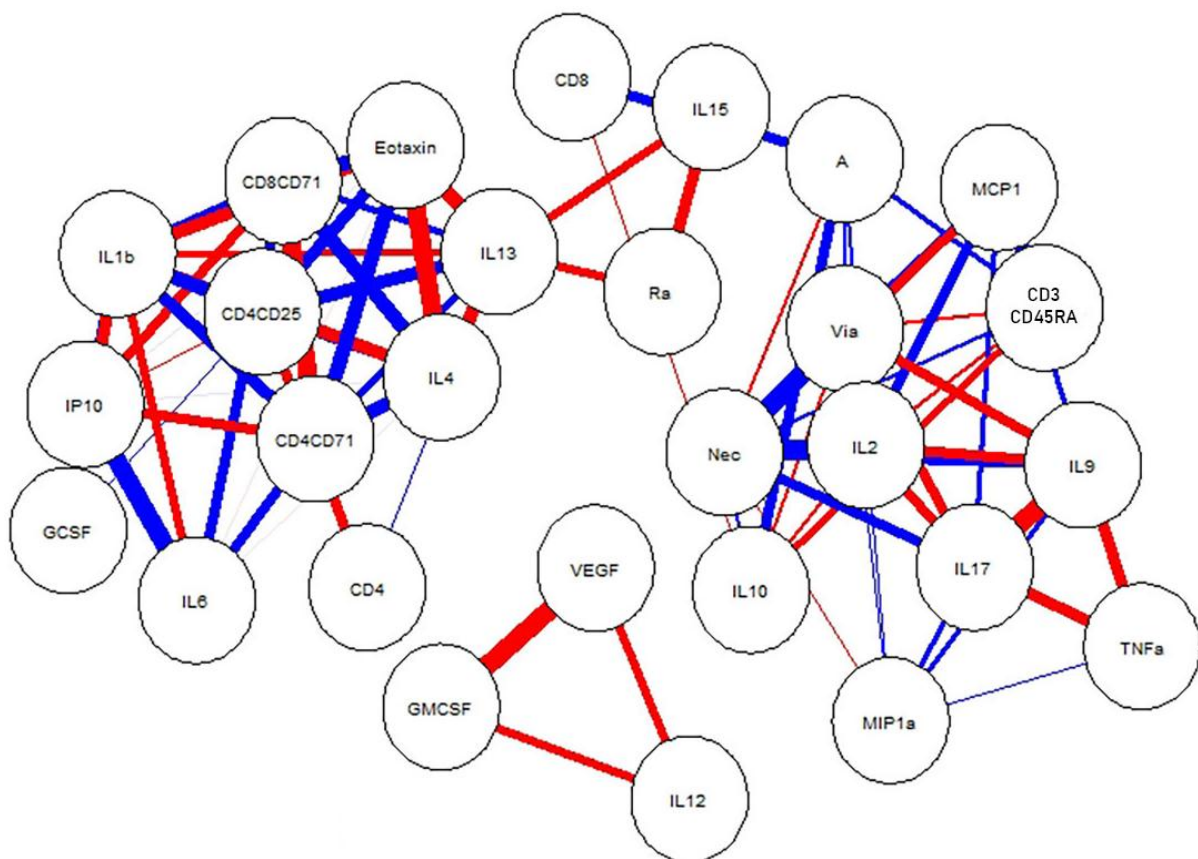 CD8
IL15
Eotaxin
A
CD8CD71
MCP1
IL1b
IL13
Ra
CD3
CD45RA
CD4CD25
Via
IL4
IP10
CD4CD71
Nec
IL2
IL9
GCSF
IL6
CD4
VEGF
IL10
IL17
TNFa
GMCSF
MIP1a
IL12